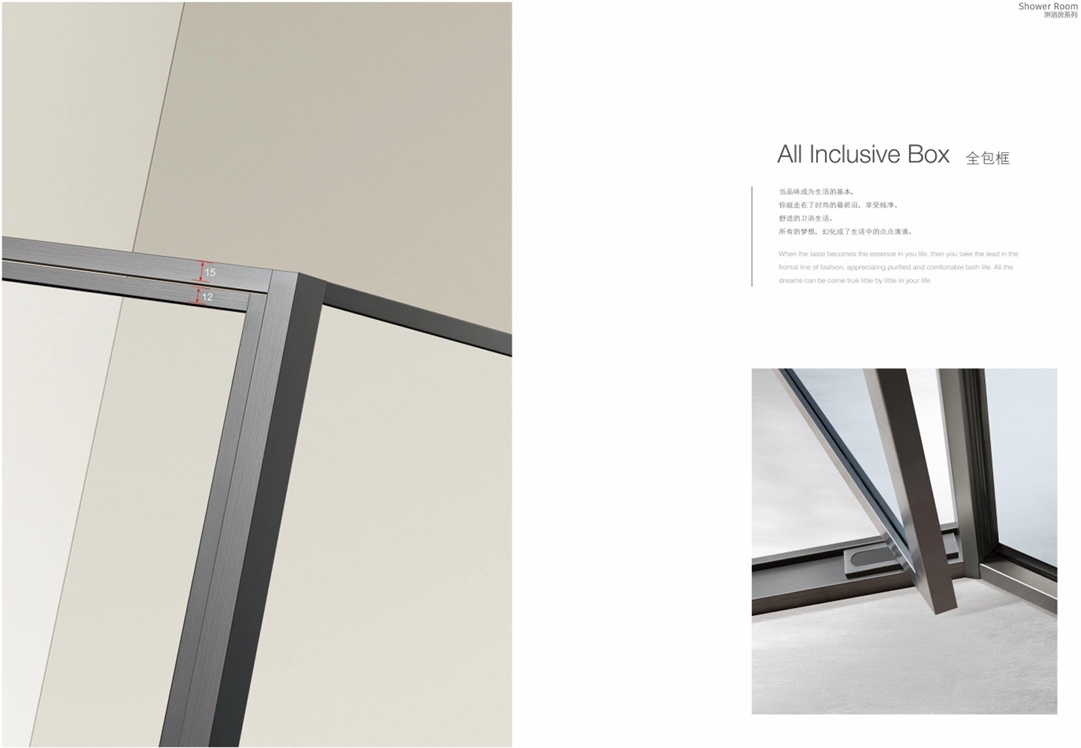 Shower Room
淋浴房系列
15
12
All Inclusive Box 全包框
当品味成为生活的基本，
你就走在了时尚的最前沿，享受纯净、
舒适的卫浴生活。
所有的梦想，幻化成了生活中的点点滴滴。
When the taste becomes the essence in you life, then you take the lead in the
frontal line of fashion, appreciating purified and comfortable bath life. All the
dreams can be come true little by little in your life.